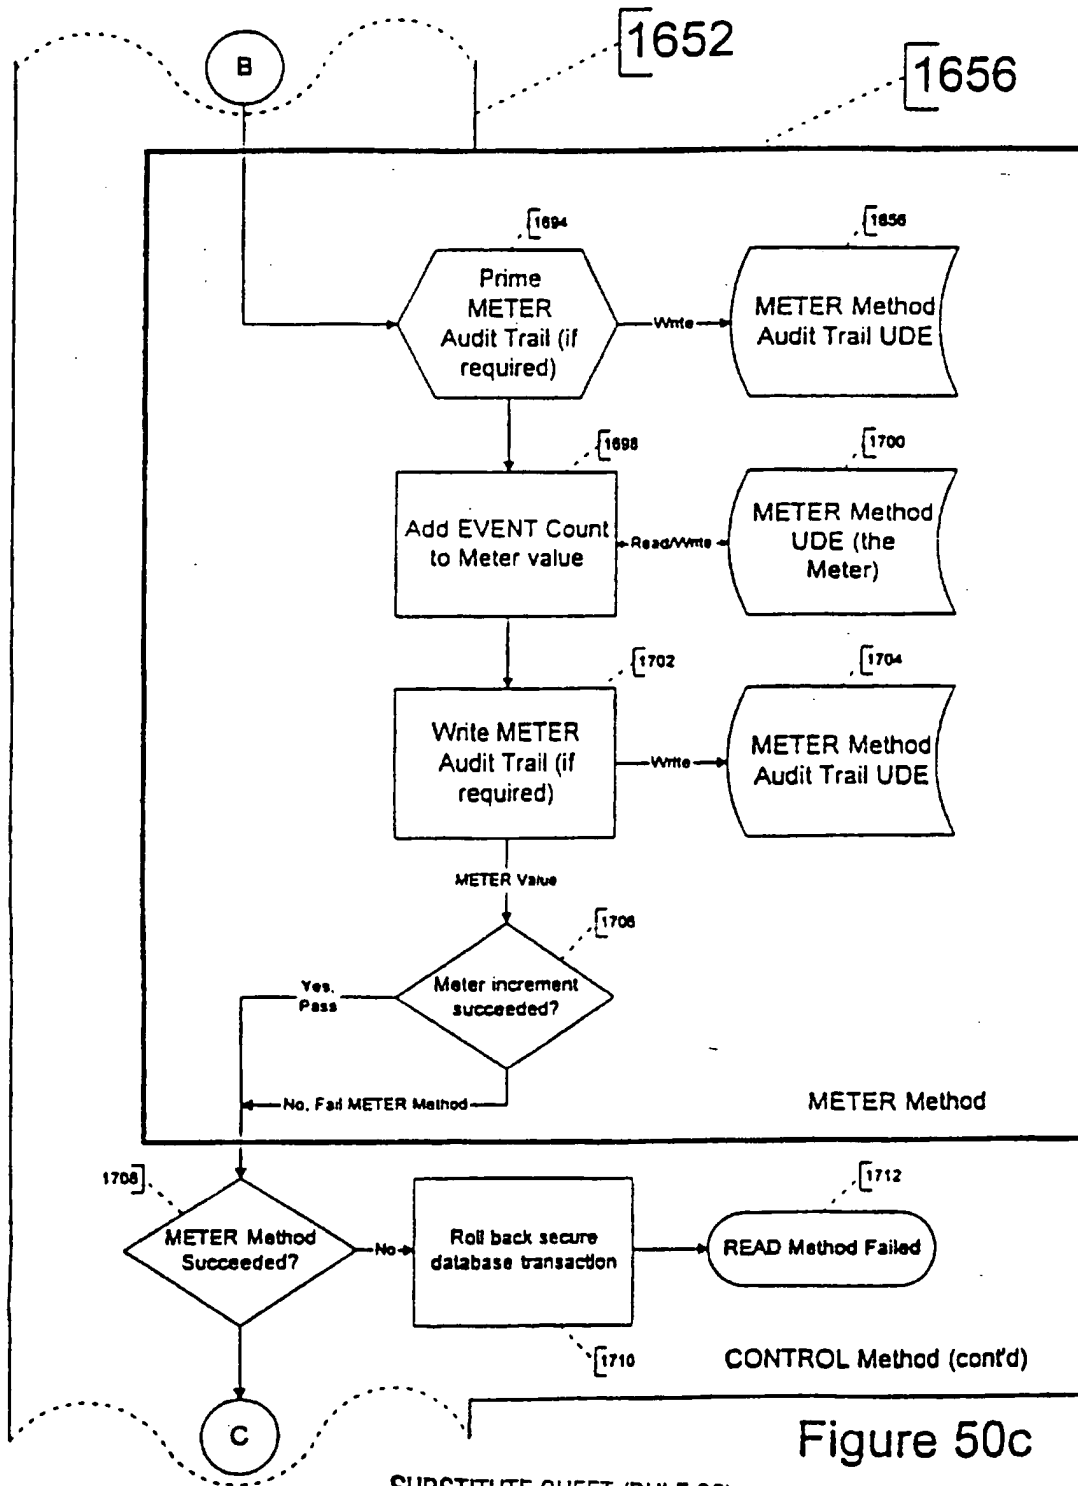 1652
1656
B
1694
1656
Prime
METER
Audit Trail (if
required)
Write
METER Method
Audit Trail UDE
1698
1700
Add EVENT Count
to Meter value
Read/Write
METER Method
UDE (the
Meter)
1702
1704
Write METER
Audit Trail (if
required)
Write
METER Method
Audit Trail UDE
METER Value
1706
Meter increment
succeeded?
Yes,
Pass
No, Fail METER Method
METER Method
1708
1712
METER Method
Succeeded?
No
Roll back secure
database transaction
READ Method Failed
1710
CONTROL Method (cont'd)
C
Figure 50c
SUBSTITUTE SHEET